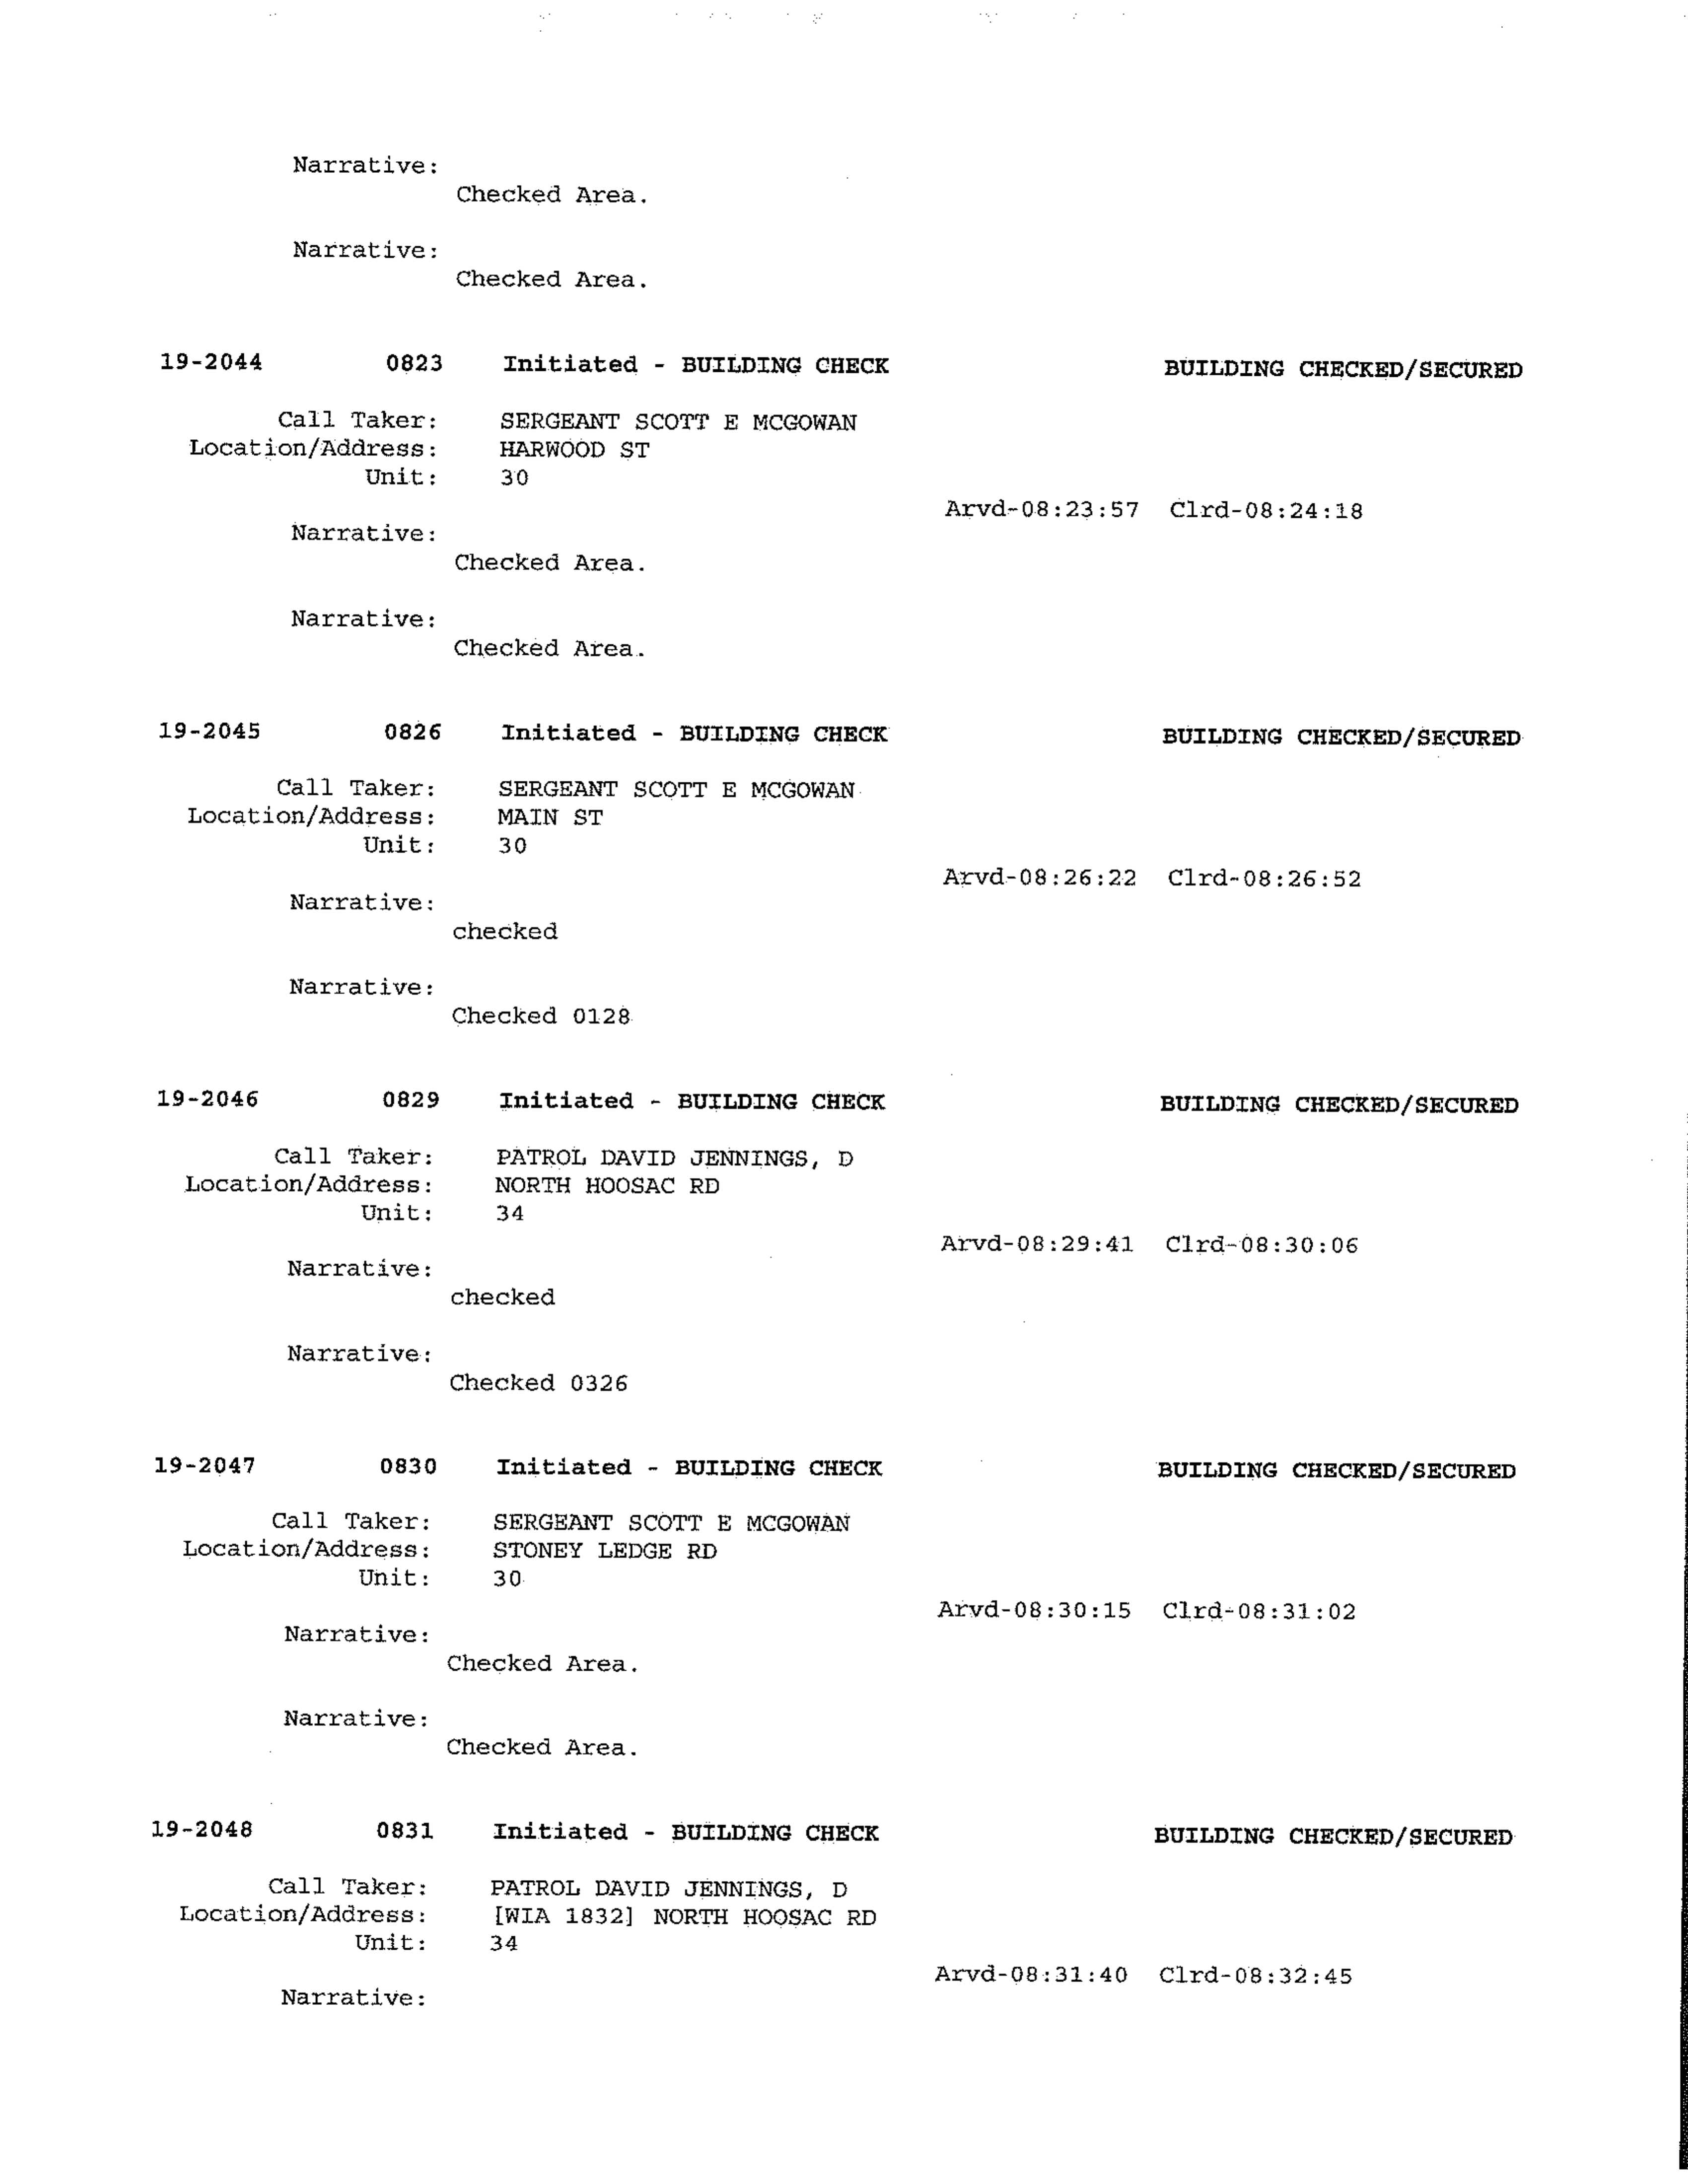 Narrative:
Checked Area.
Narrative:
Checked Area.
19-2044 0823 Initiated - BUILDING CHECK BUILDING CHECKED/SECURED
Call Taker: SERGEANT SCOTT E MCGOWAN
Location/Address: HARWOOD ST
Unit: 30
Arvd-08:23:57 Clrd-08:24:18
Narrative:
Checked Area.
Narrative:
Checked Area.
19-2045 0826 Initiated - BUILDING CHECK BUILDING CHECKED/SECURED
Call Taker: SERGEANT SCOTT E MCGOWAN
Location/Address: MAIN ST
Unit: 30
Arvd-08:26:22 Clrd-08:26:52
Narrative:
checked
Narrative:
Checked 0128
19-2046 0829 Initiated - BUILDING CHECK BUILDING CHECKED/SECURED
Call Taker: PATROL DAVID JENNINGS, D
Location/Address: NORTH HOOSAC RD
Unit: 34
Arvd-08:29:41 Clrd-08:30:06
Narrative:
checked
Narrative:
Checked 0326
19-2047 0830 Initiated - BUILDING CHECK BUILDING CHECKED/SECURED
Call Taker: SERGEANT SCOTT E MCGOWAN
Location/Address: STONEY LEDGE RD
Unit: 30
Arvd-08:30:15 Clrd-08:31:02
Narrative:
Checked Area.
Narrative:
Checked Area.
19-2048 0831 Initiated - BUILDING CHECK BUILDING CHECKED/SECURED
Call Taker: PATROL DAVID JENNINGS, D
Location/Address: [WIA 1832] NORTH HOOSAC RD
Unit: 34
Arvd-08:31:40 Clrd-08:32:45
Narrative: